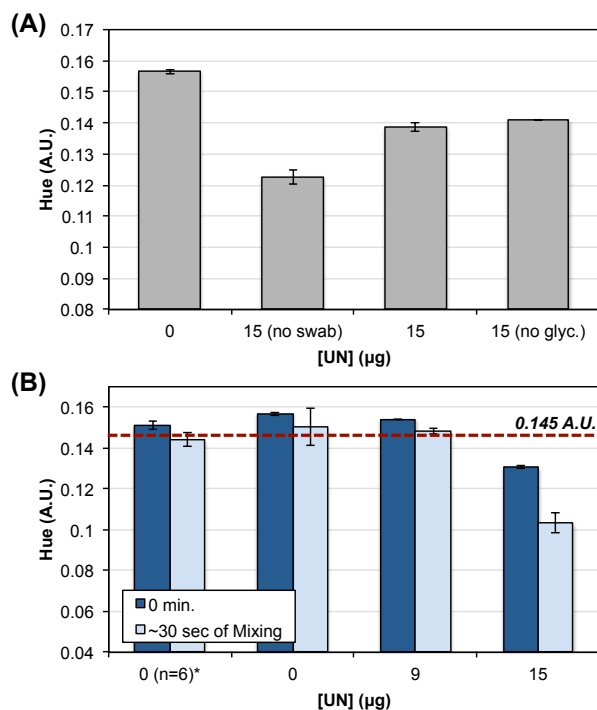 (A)
0.17
0.16
0.15
0.14
0.13
0.12
0.11
0.1
0.09
0.08
Hue (A.U.)
0 15 (no swab) 15 15 (no glyc.)
[UN] (µg)
(B)
0.16
0.14
0.12
0.1
0.08
0.06
0.04
Hue (A.U.)
0.145 A.U.
0 min.
~30 sec of Mixing
0 (n=6)* 0 9 15
[UN] (µg)